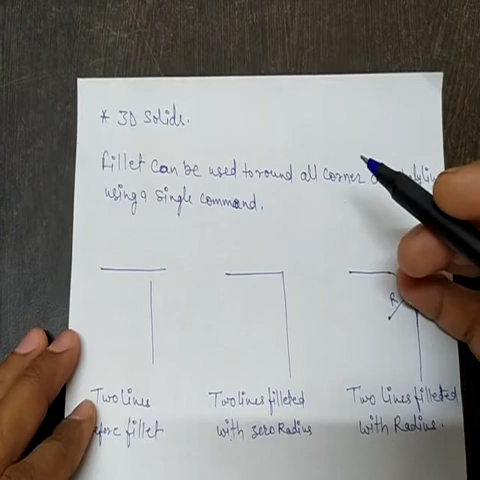 * 3D Solids.
Fillet can be used to round all corner
using a single command.
R
Two lines
before fillet
Two lines filleted
with zero Radius
Two lines filleted
with Radius.